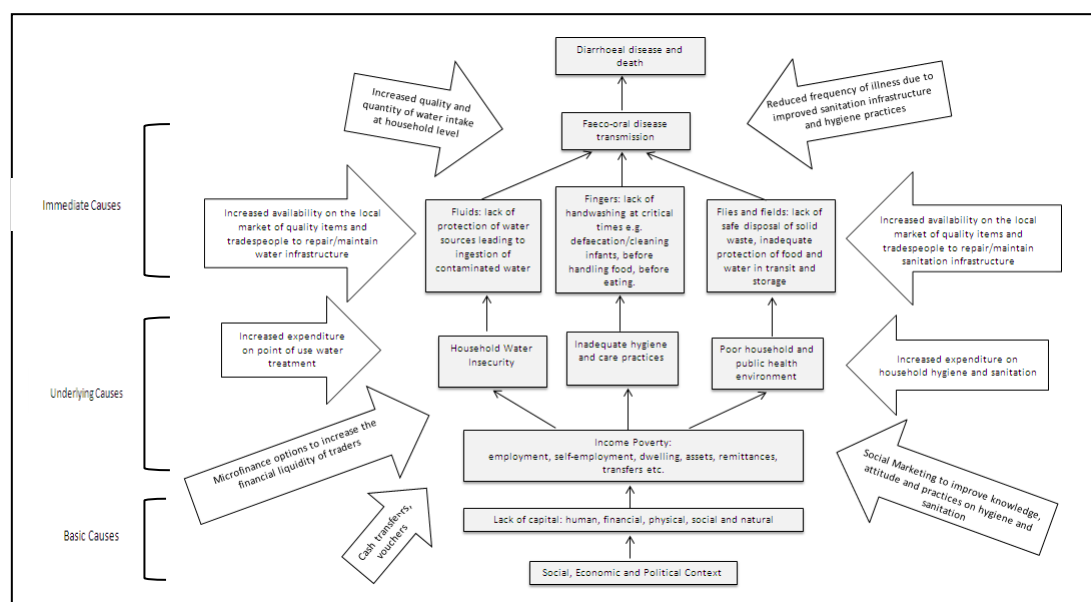 Diarrhoeal disease and
death
Increased quality and
quantity of water intake
at household level
Reduced frequency of illness due to
improved sanitation infrastructure
and hygiene practices
Faeco-oral disease
transmission
Immediate Causes
Increased availability on the local
market of quality items and
tradespeople to repair/maintain
water infrastructure
Fluids: lack of
protection of water
sources leading to
ingestion of
contaminated water
Fingers: lack of
handwashing at critical
times e.g.
defaecation/cleaning
infants, before
handling food, before
eating.
Flies and fields: lack of
safe disposal of solid
waste, inadequate
protection of food and
water in transit and
storage
Increased availability on the local
market of quality items and
tradespeople to repair/maintain
sanitation infrastructure
Underlying Causes
Increased expenditure
on point of use water
treatment
Household Water
Insecurity
Inadequate hygiene
and care practices
Poor household and
public health
environment
Increased expenditure on
household hygiene and sanitation
Microfinance options to increase the
financial liquidity of traders
Income Poverty:
employment, self-employment, dwelling, assets, remittances,
transfers etc.
Social Marketing to improve knowledge,
attitude and practices on hygiene and
sanitation
Basic Causes
Cash transfers,
vouchers
Lack of capital: human, financial, physical, social and natural
Social, Economic and Political Context